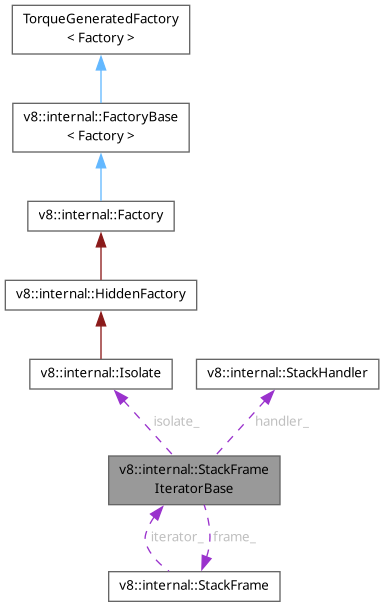 TorqueGeneratedFactory
< Factory >
v8::internal::FactoryBase
< Factory >
v8::internal::Factory
v8::internal::HiddenFactory
v8::internal::Isolate
v8::internal::StackHandler
isolate_
handler_
v8::internal::StackFrame
IteratorBase
iterator_
frame_
v8::internal::StackFrame